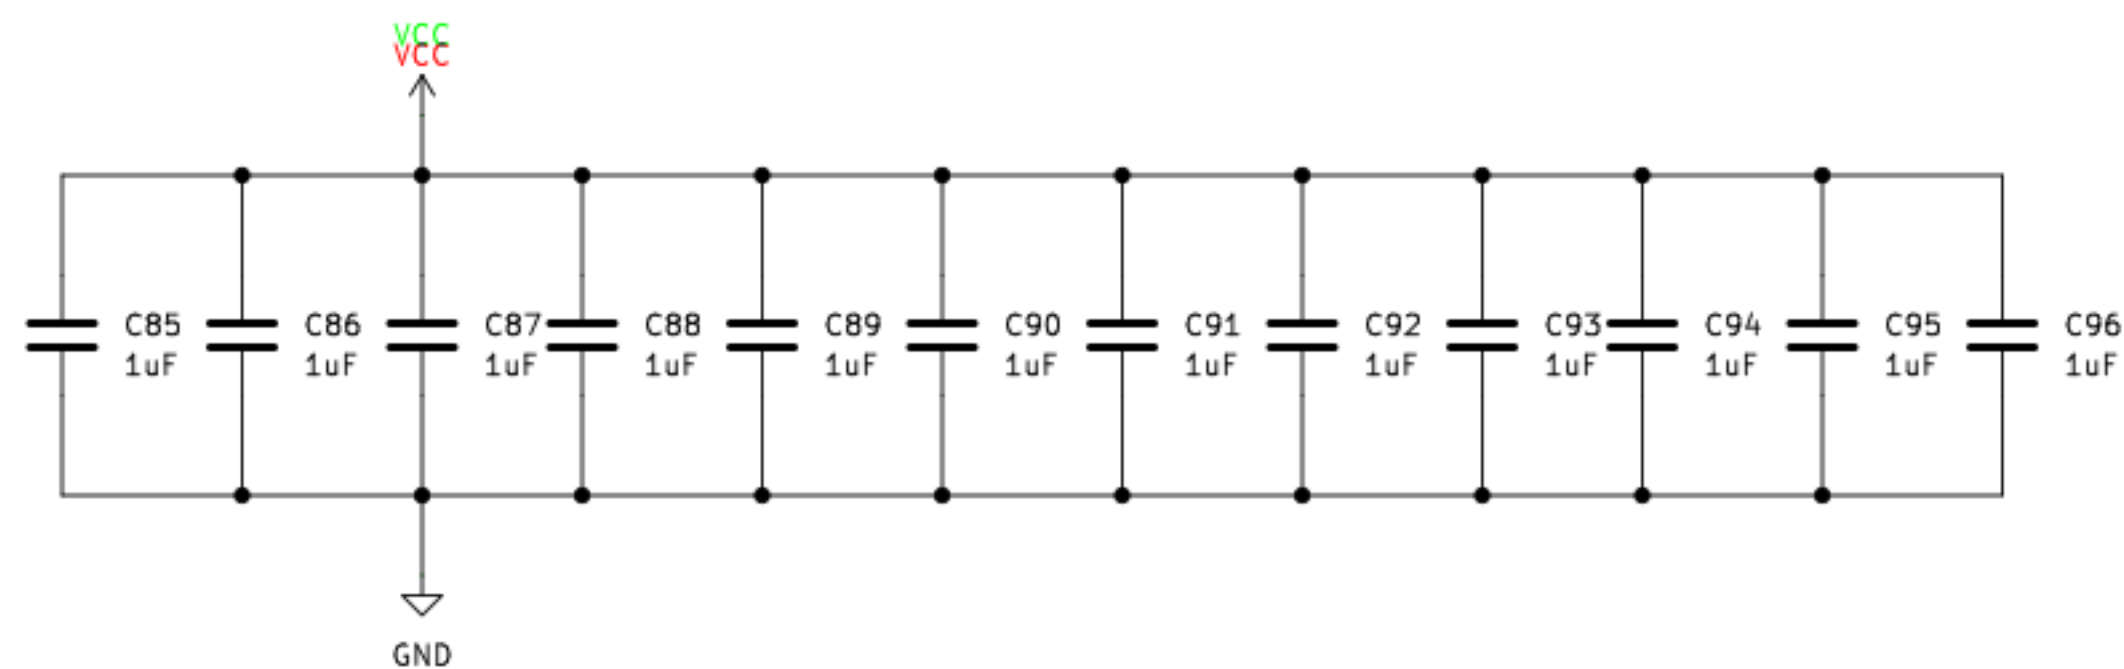 VCC
VCC
C85 C86 C87 C88 C89 C90 C91 C92 C93 C94 C95 C96
1uF 1uF 1uF 1uF 1uF 1uF 1uF 1uF 1uF 1uF 1uF 1uF
GND